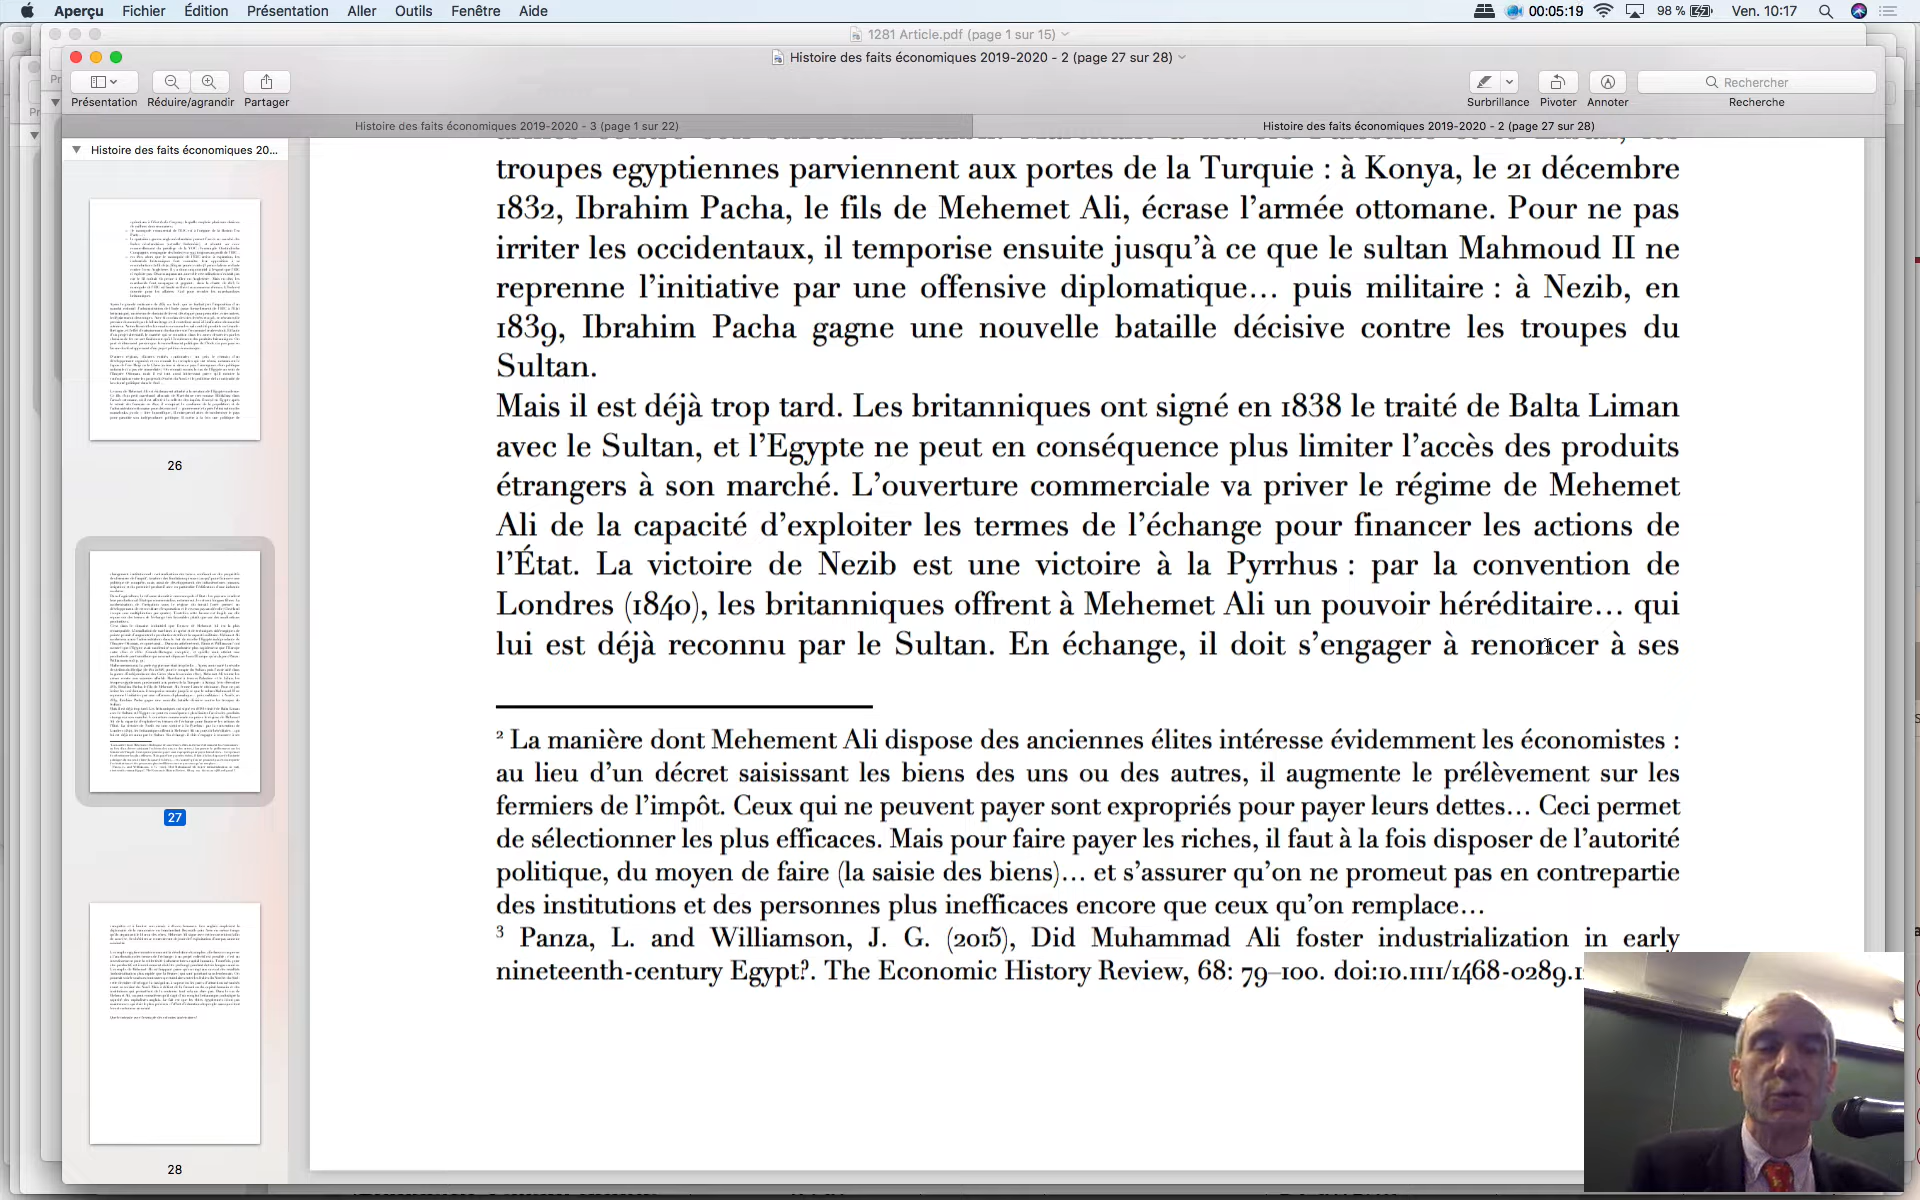 Aperçu Fichier Édition Présentation Aller Outils Fenêtre Aide 00:05:19 98 % Ven. 10:17
1281 Article.pdf (page 1 sur 15)
Histoire des faits économiques 2019-2020 - 2 (page 27 sur 28)
Rechercher
Présentation Réduire/agrandir Partager Surbrillance Pivoter Annoter Recherche
Histoire des faits économiques 2019-2020 - 3 (page 1 sur 22) Histoire des faits économiques 2019-2020 - 2 (page 27 sur 28)
Histoire des faits économiques 20...
26
27
28
troupes egyptiennes parviennent aux portes de la Turquie : à Konya, le 21 décembre
1832, Ibrahim Pacha, le fils de Mehemet Ali, écrase l’armée ottomane. Pour ne pas
irriter les occidentaux, il temporise ensuite jusqu’à ce que le sultan Mahmoud II ne
reprenne l’initiative par une offensive diplomatique… puis militaire : à Nezib, en
1839, Ibrahim Pacha gagne une nouvelle bataille décisive contre les troupes du
Sultan.
Mais il est déjà trop tard. Les britanniques ont signé en 1838 le traité de Balta Liman
avec le Sultan, et l’Egypte ne peut en conséquence plus limiter l’accès des produits
étrangers à son marché. L’ouverture commerciale va priver le régime de Mehemet
Ali de la capacité d’exploiter les termes de l’échange pour financer les actions de
l’État. La victoire de Nezib est une victoire à la Pyrrhus : par la convention de
Londres (1840), les britanniques offrent à Mehemet Ali un pouvoir héréditaire… qui
lui est déjà reconnu par le Sultan. En échange, il doit s’engager à renoncer à ses
² La manière dont Mehement Ali dispose des anciennes élites intéresse évidemment les économistes :
au lieu d’un décret saisissant les biens des uns ou des autres, il augmente le prélèvement sur les
fermiers de l’impôt. Ceux qui ne peuvent payer sont expropriés pour payer leurs dettes… Ceci permet
de sélectionner les plus efficaces. Mais pour faire payer les riches, il faut à la fois disposer de l’autorité
politique, du moyen de faire (la saisie des biens)… et s’assurer qu’on ne promeut pas en contrepartie
des institutions et des personnes plus inefficaces encore que ceux qu’on remplace…
³ Panza, L. and Williamson, J. G. (2015), Did Muhammad Ali foster industrialization in early
nineteenth-century Egypt?. The Economic History Review, 68: 79–100. doi:10.1111/1468-0289.1